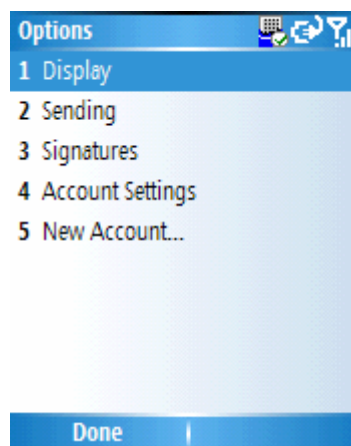 Options
1 Display
2 Sending
3 Signatures
4 Account Settings
5 New Account...
Done